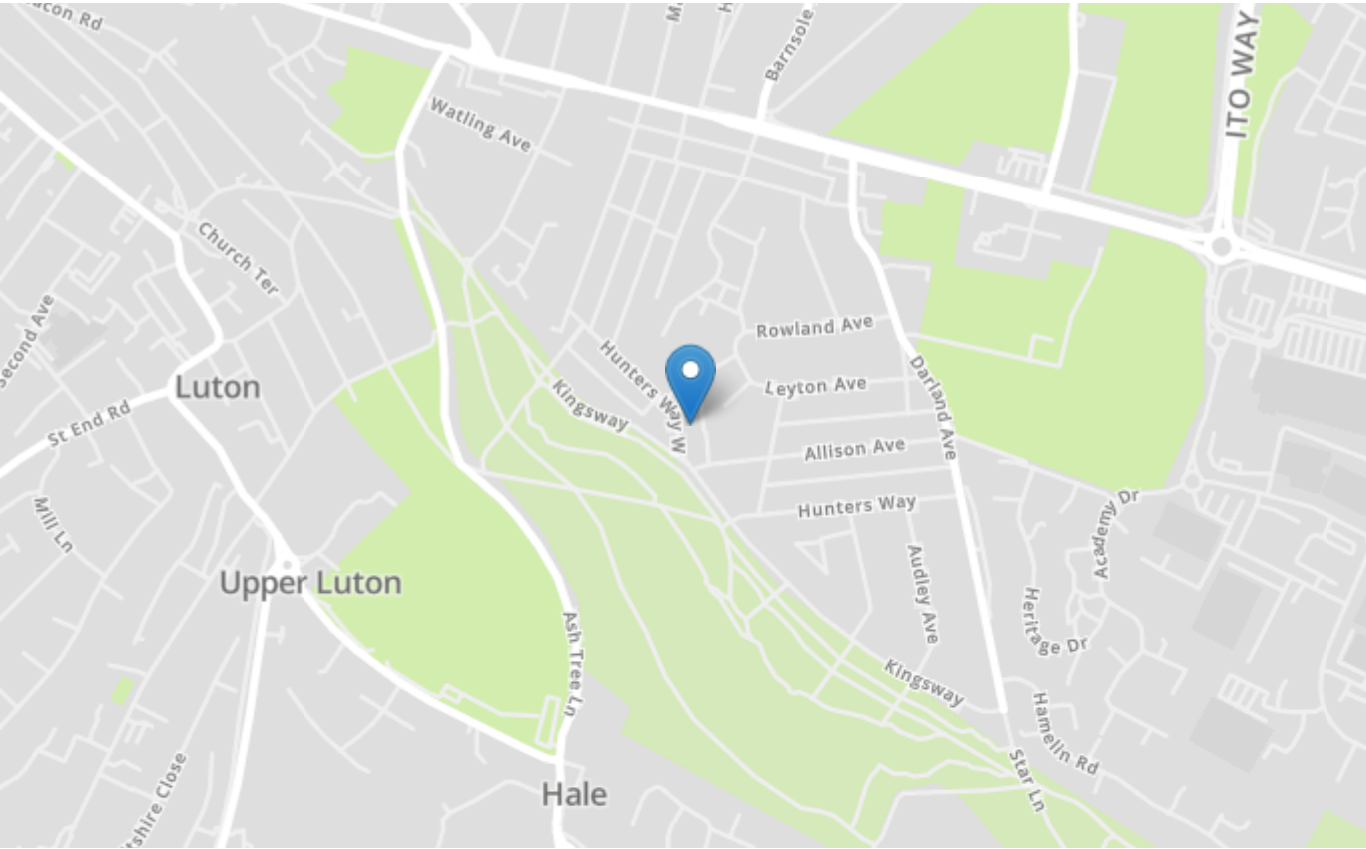 Watling Ave
Barnsole
ITO WAY
Church Ter
Second Ave
Luton
St End Rd
Mill Ln
Upper Luton
Hunters Way W
Kingsway
Rowland Ave
Leyton Ave
Darland Ave
Allison Ave
Hunters Way
Audley Ave
Academy Dr
Heritage Dr
Ash Tree Ln
Kingsway
Hamelin Rd
Star Ln
Hale
tshire Close